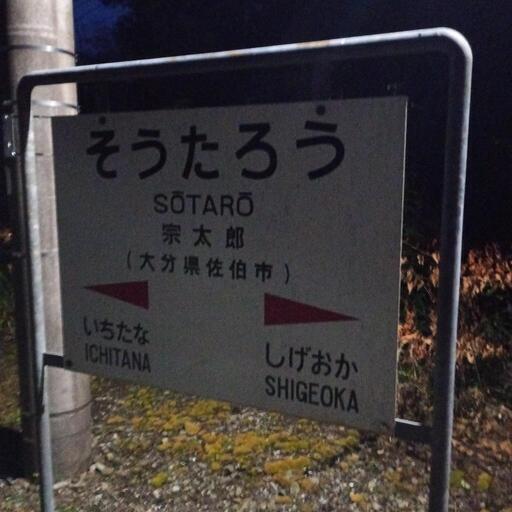 そうたろう
SŌTARŌ
宗太郎
(大分県佐伯市)
いちたな
ICHITANA
しげおか
SHIGEOKA